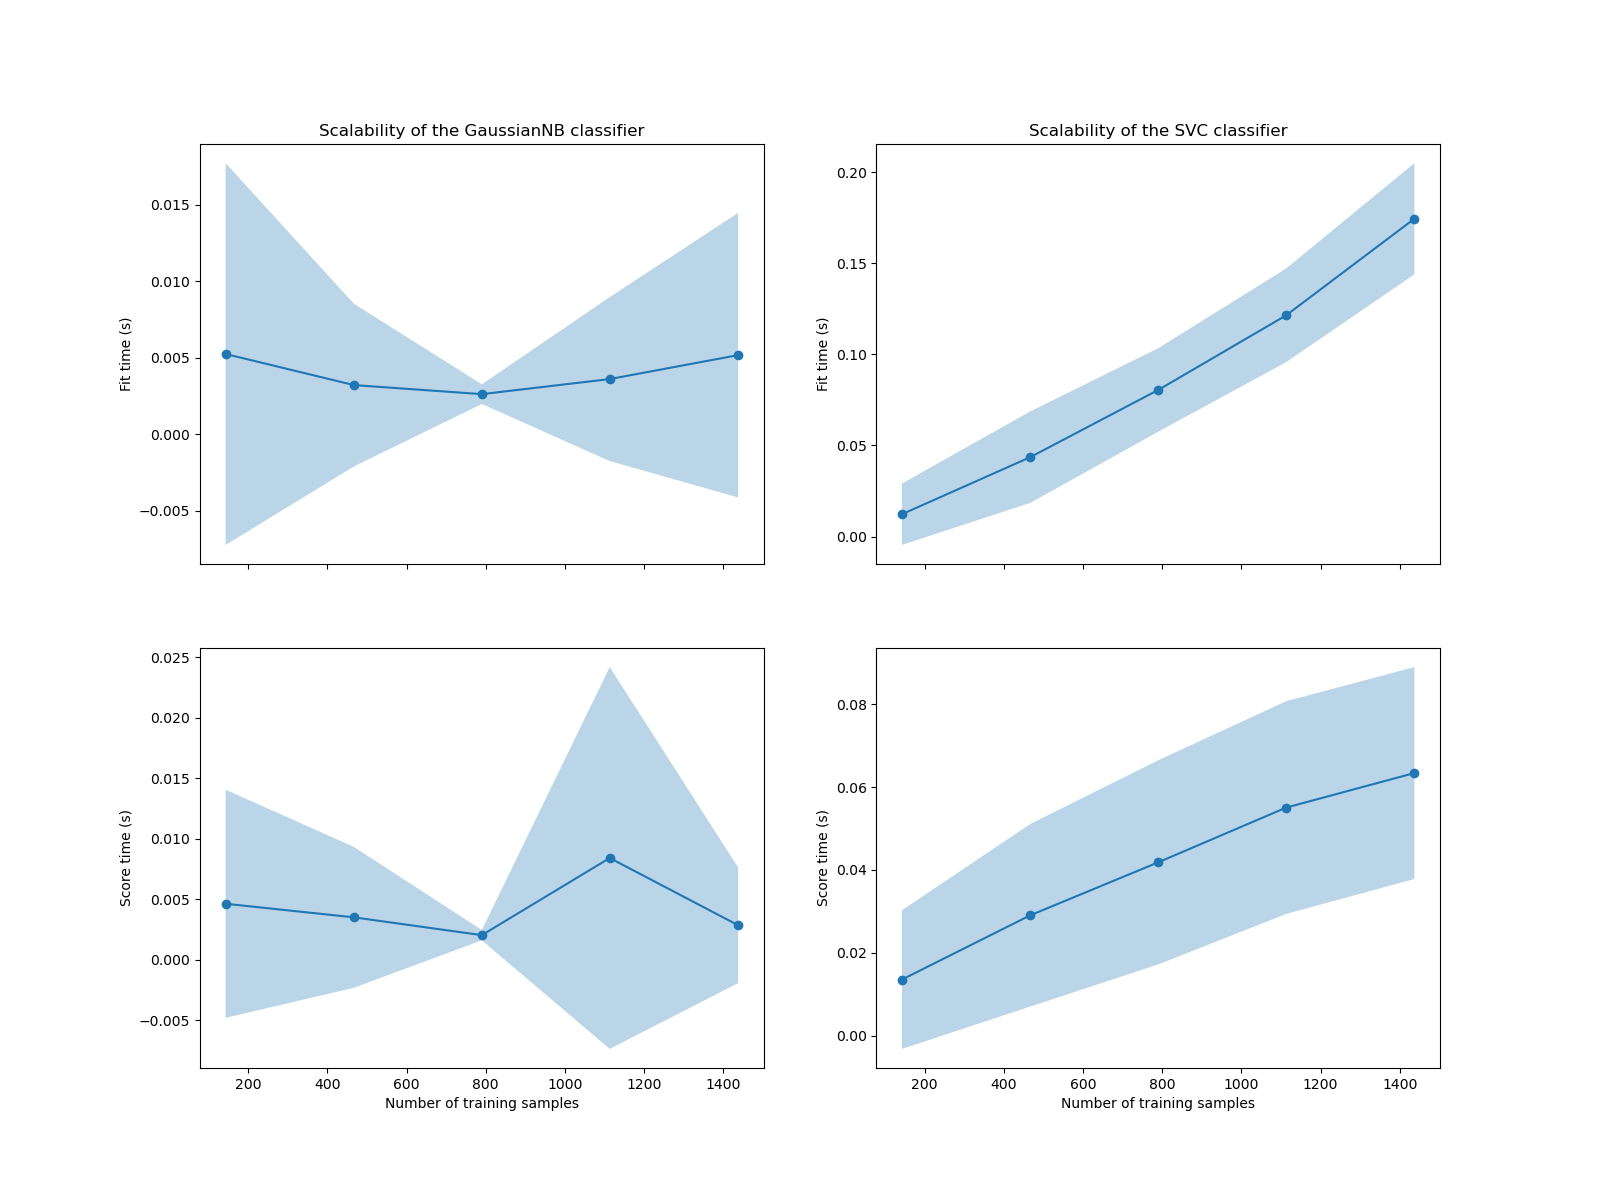 Scalability of the GaussianNB classifier
0.015
0.010
0.005
0.000
−0.005
Fit time (s)
Scalability of the SVC classifier
0.20
0.15
0.10
0.05
0.00
Fit time (s)
0.025
0.020
0.015
0.010
0.005
0.000
−0.005
Score time (s)
200 400 600 800 1000 1200 1400
Number of training samples
0.08
0.06
0.04
0.02
0.00
Score time (s)
200 400 600 800 1000 1200 1400
Number of training samples